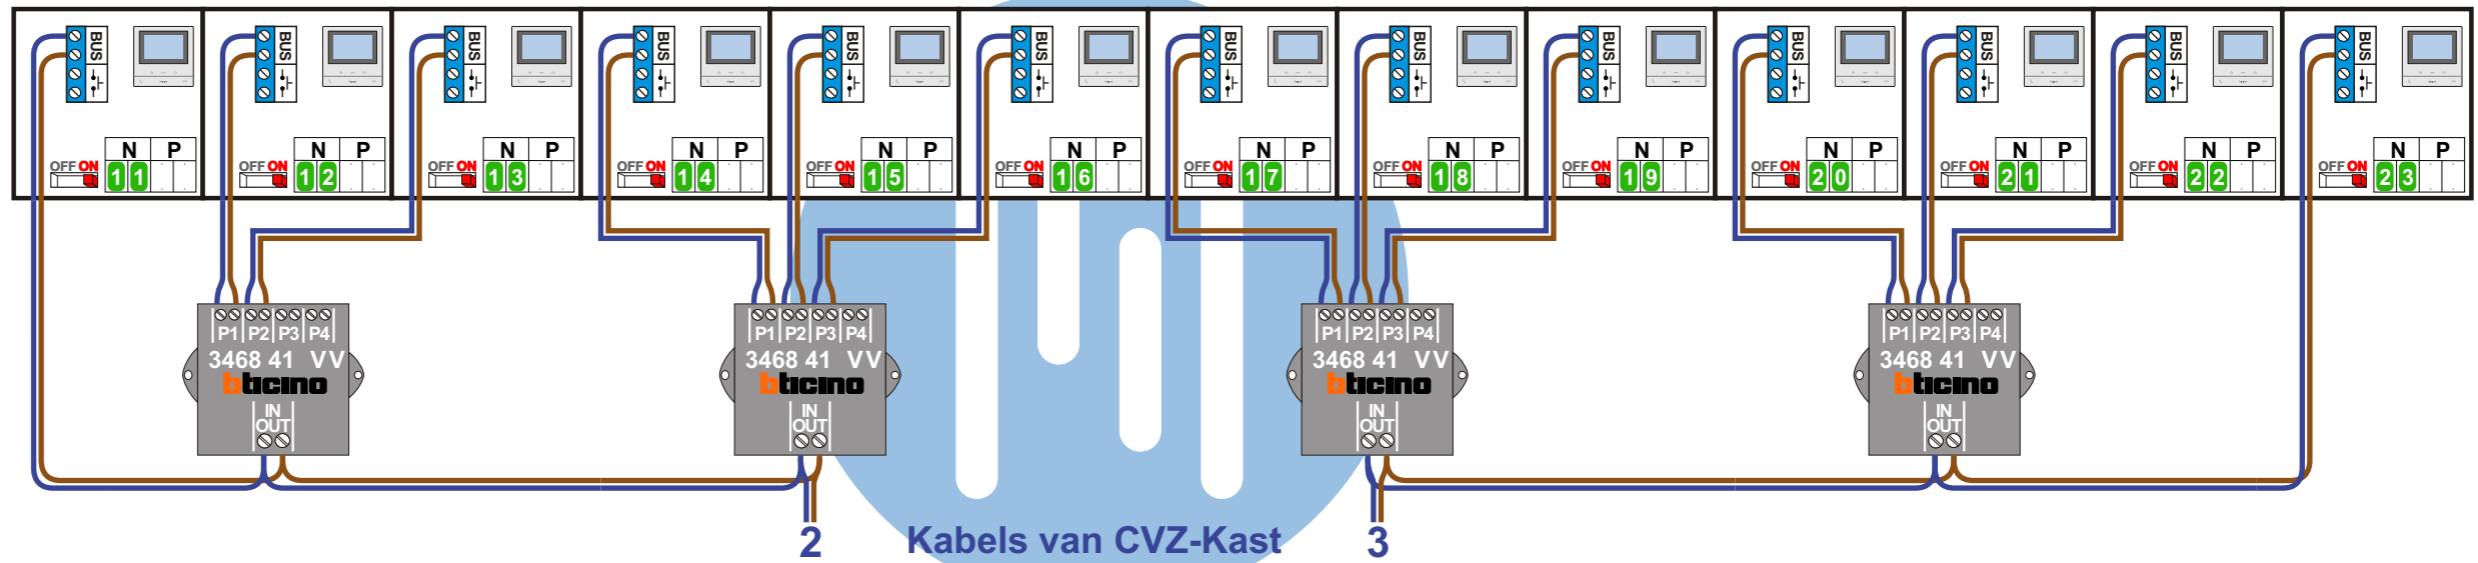 BUS BUS BUS BUS BUS BUS BUS BUS BUS BUS BUS BUS BUS
N P N P N P N P N P N P N P N P N P N P N P N P N P
OFF ON 11 OFF ON 12 OFF ON 13 OFF ON 14 OFF ON 15 OFF ON 16 OFF ON 17 OFF ON 18 OFF ON 19 OFF ON 20 OFF ON 21 OFF ON 22 OFF ON 23
P1 P2 P3 P4 P1 P2 P3 P4 P1 P2 P3 P4 P1 P2 P3 P4
3468 41 VV 3468 41 VV 3468 41 VV 3468 41 VV
bticino bticino bticino bticino
IN IN IN IN
OUT OUT OUT OUT
2 Kabels van CVZ-Kast 3